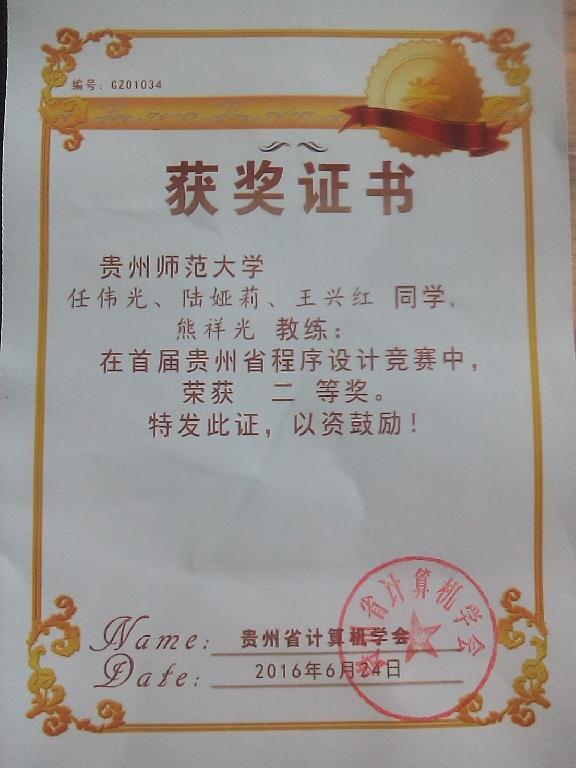 编号：GZ01034
获奖证书
贵州师范大学
任伟光、陆娅莉、王兴红 同学，
熊祥光 教练：
在首届贵州省程序设计竞赛中，
荣获 二 等奖。
特发此证，以资鼓励！
Name: 贵州省计算机学会
Date: 2016年6月24日
省计算机学会